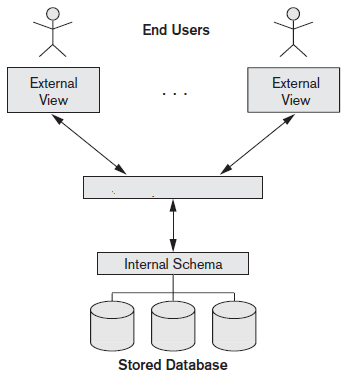 End Users
External
View
. . .
External
View
Internal Schema
Stored Database